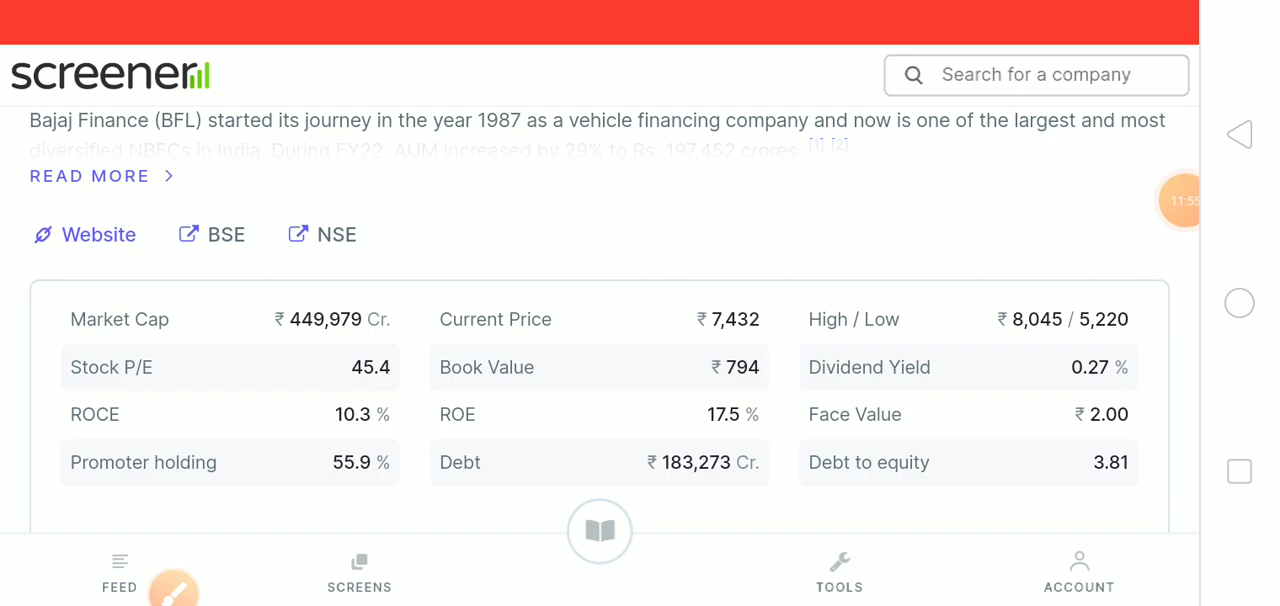 screener
Search for a company
Bajaj Finance (BFL) started its journey in the year 1987 as a vehicle financing company and now is one of the largest and most
diversified NBFCs in India. During FY22, AUM increased by 29% to Rs. 197,452 crores. [1] [2]
READ MORE >
11:55
Website BSE NSE
Market Cap ₹ 449,979 Cr. Current Price ₹ 7,432 High / Low ₹ 8,045 / 5,220
Stock P/E 45.4 Book Value ₹ 794 Dividend Yield 0.27 %
ROCE 10.3 % ROE 17.5 % Face Value ₹ 2.00
Promoter holding 55.9 % Debt ₹ 183,273 Cr. Debt to equity 3.81
FEED SCREENS TOOLS ACCOUNT